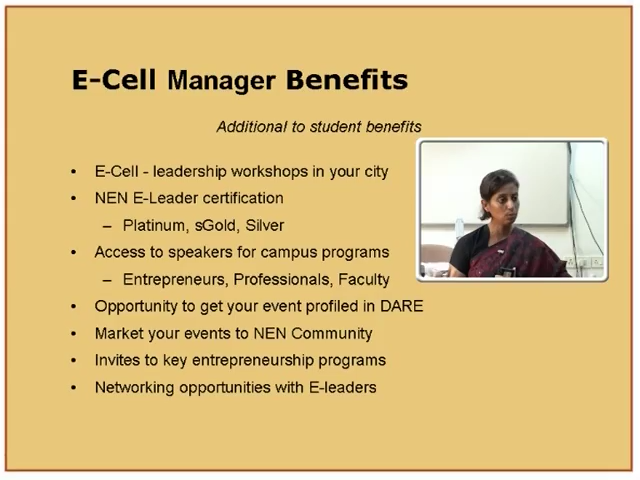 E-Cell Manager Benefits
Additional to student benefits
• E-Cell - leadership workshops in your city
• NEN E-Leader certification
– Platinum, sGold, Silver
• Access to speakers for campus programs
– Entrepreneurs, Professionals, Faculty
• Opportunity to get your event profiled in DARE
• Market your events to NEN Community
• Invites to key entrepreneurship programs
• Networking opportunities with E-leaders